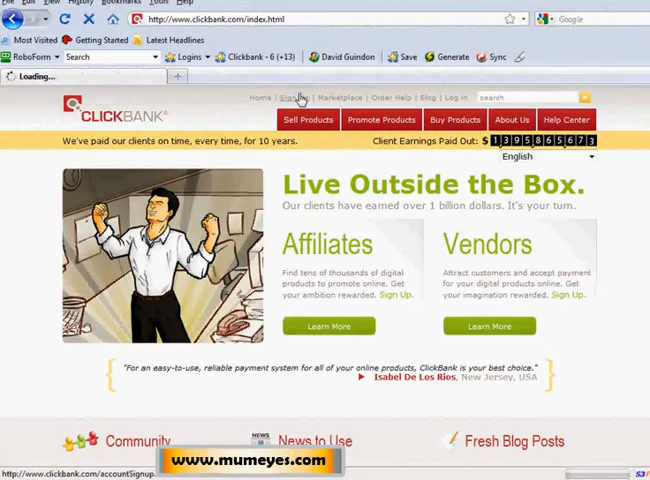 File Edit View History Bookmarks Tools Help
http://www.clickbank.com/index.html
Google
Most Visited Getting Started Latest Headlines
RoboForm Search Logins Clickbank - 6 (+13) David Guindon Save Generate Sync
Loading...
Home | | Marketplace | Order Help | Blog | Log in search
CLICKBANK®
Sell Products Promote Products Buy Products About Us Help Center
We've paid our clients on time, every time, for 10 years. Client Earnings Paid Out: $ 1395865673
English
Live Outside the Box.
Our clients have earned over 1 billion dollars. It's your turn.
Affiliates
Find tens of thousands of digital
products to promote online. Get
your ambition rewarded. Sign Up.
Learn More
Vendors
Attract customers and accept payment
for your digital products online. Get
your imagination rewarded. Sign Up.
Learn More
"For an easy-to-use, reliable payment system for all of your online products, ClickBank is your best choice."
Isabel De Los Rios, New Jersey, USA
Community
NEWS
News to Use
Fresh Blog Posts
www.mumeyes.com
http://www.clickbank.com/accountSignup.